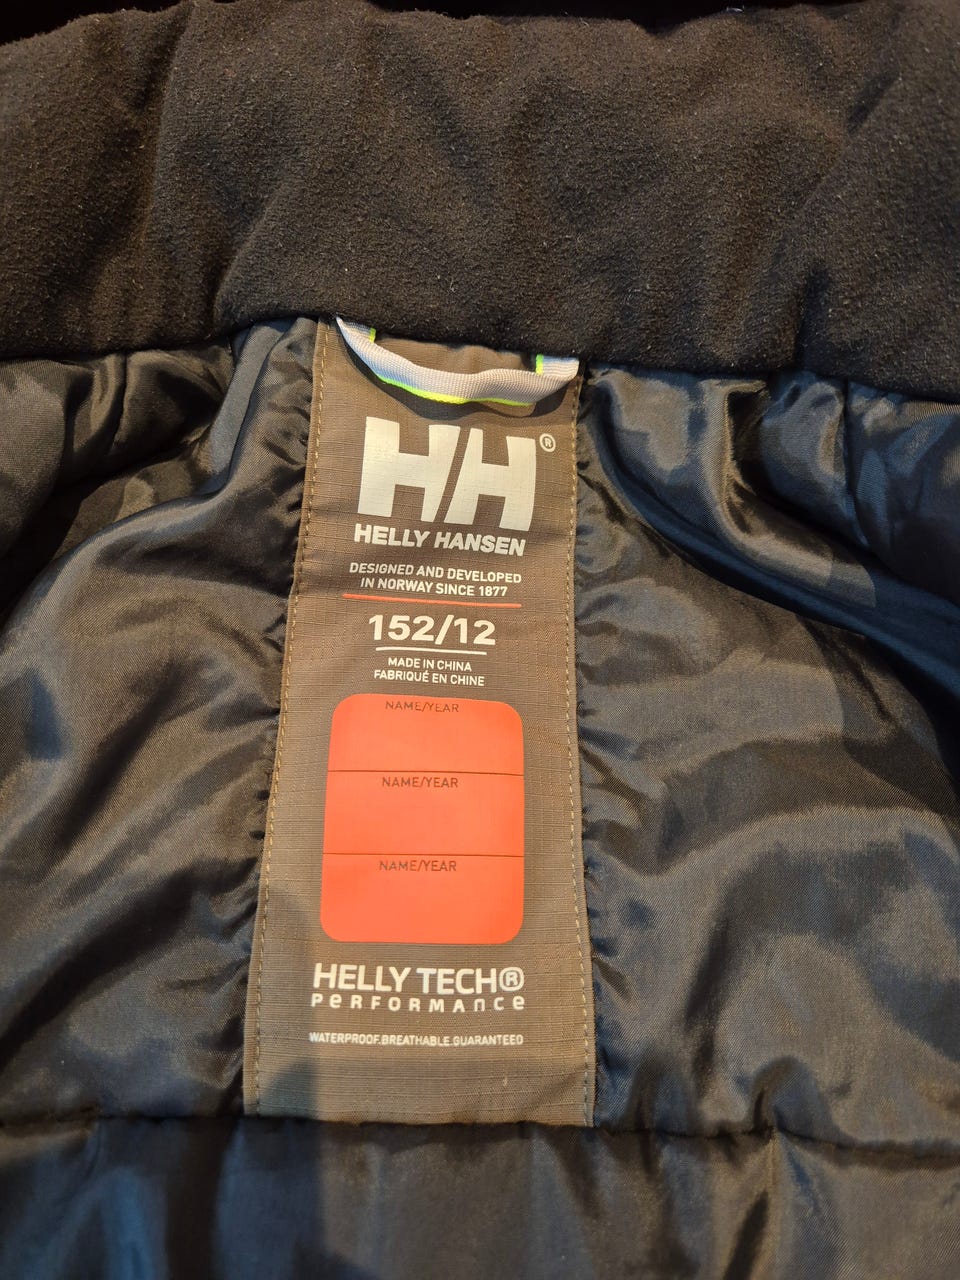 HH®
HELLY HANSEN
DESIGNED AND DEVELOPED
IN NORWAY SINCE 1877
152/12
MADE IN CHINA
FABRIQUÉ EN CHINE
NAME/YEAR
NAME/YEAR
NAME/YEAR
HELLY TECH®
PERFORMANCE
WATERPROOF.BREATHABLE.GUARANTEED